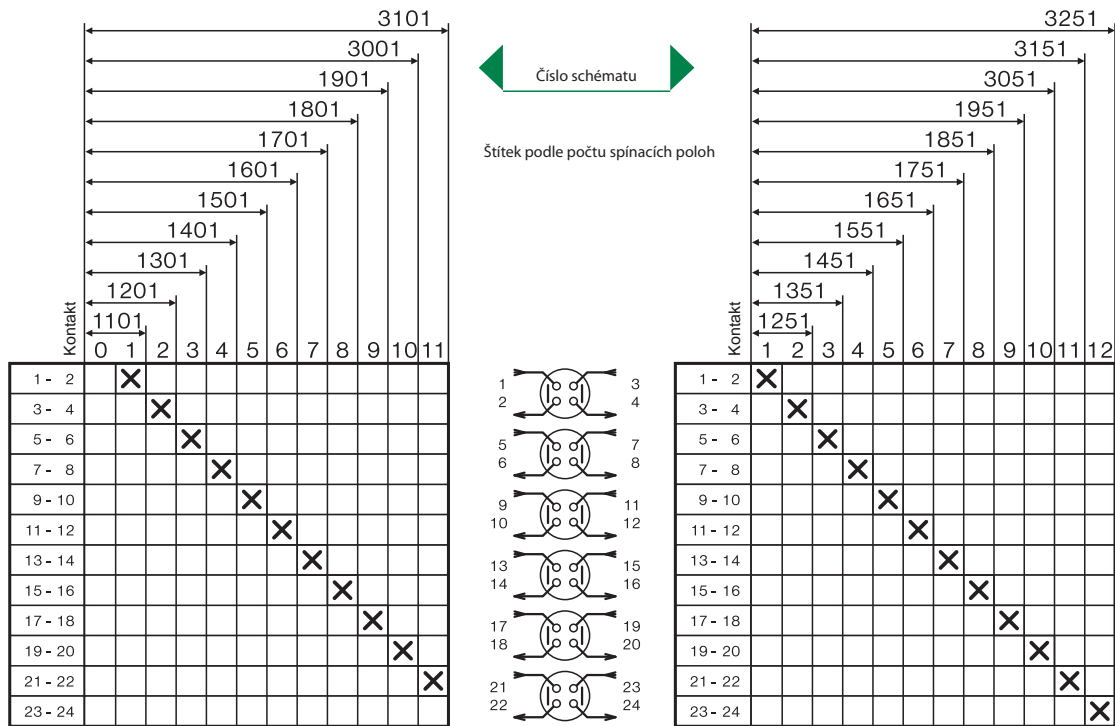 3101
3001
1901
1801
1701
1601
1501
1401
1301
1201
1101
Kontakt
0 1 2 3 4 5 6 7 8 9 10 11
1 - 2
3 - 4
5 - 6
7 - 8
9 - 10
11 - 12
13 - 14
15 - 16
17 - 18
19 - 20
21 - 22
23 - 24
Číslo schématu
Štítek podle počtu spínacích poloh
1 3
2 4
5 7
6 8
9 11
10 12
13 15
14 16
17 19
18 20
21 23
22 24
3251
3151
3051
1951
1851
1751
1651
1551
1451
1351
1251
Kontakt
1 2 3 4 5 6 7 8 9 10 11 12
1 - 2
3 - 4
5 - 6
7 - 8
9 - 10
11 - 12
13 - 14
15 - 16
17 - 18
19 - 20
21 - 22
23 - 24